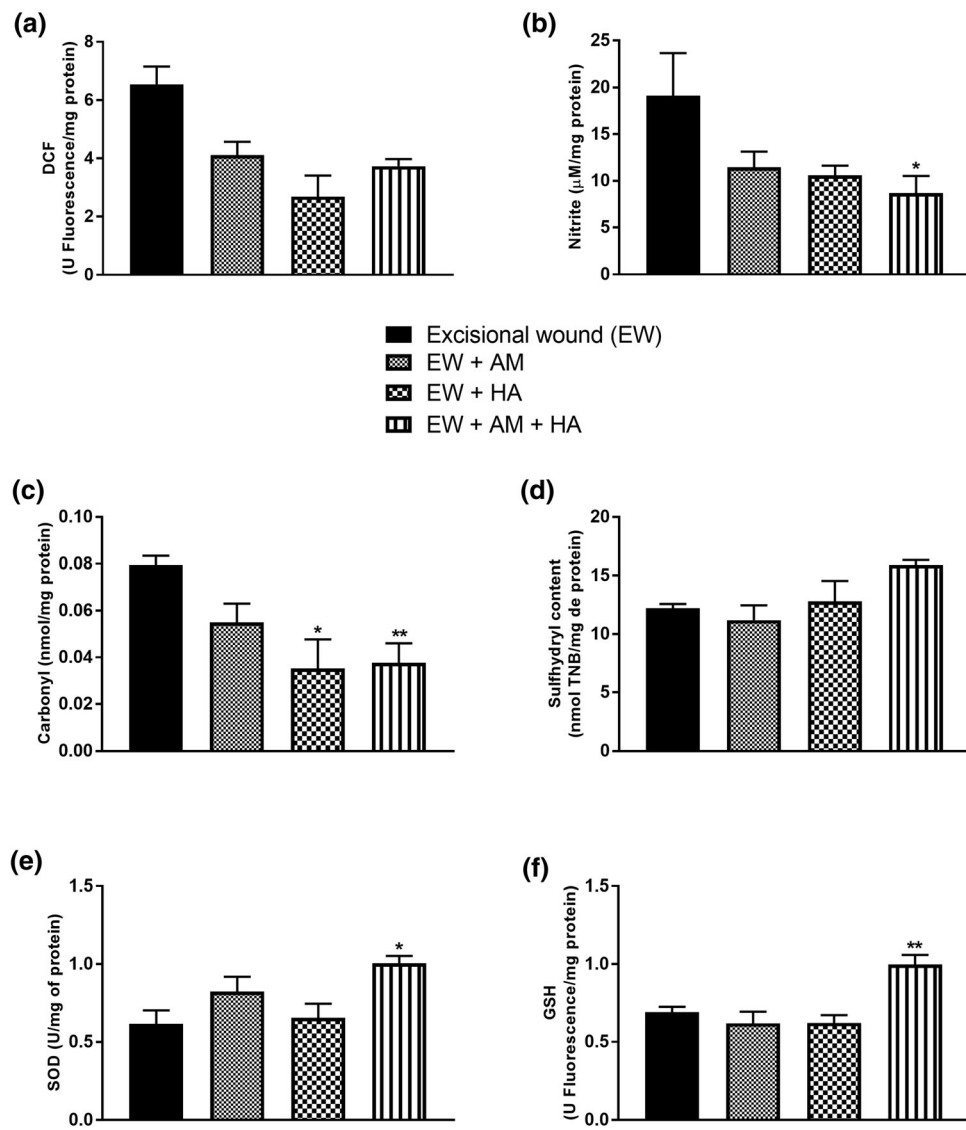 (a)
DCF
(U Fluorescence/mg protein)
8
6
4
2
0
(b)
Nitrite (µM/mg protein)
25
20
15
10
5
0
*
Excisional wound (EW)
EW + AM
EW + HA
EW + AM + HA
(c)
Carbonyl (nmol/mg protein)
0.10
0.08
0.06
0.04
0.02
0.00
*
**
(d)
Sulfhydryl content
(nmol TNB/mg de protein)
20
15
10
5
0
(e)
SOD (U/mg of protein)
1.5
1.0
0.5
0.0
*
(f)
GSH
(U Fluorescence/mg protein)
1.5
1.0
0.5
0.0
**